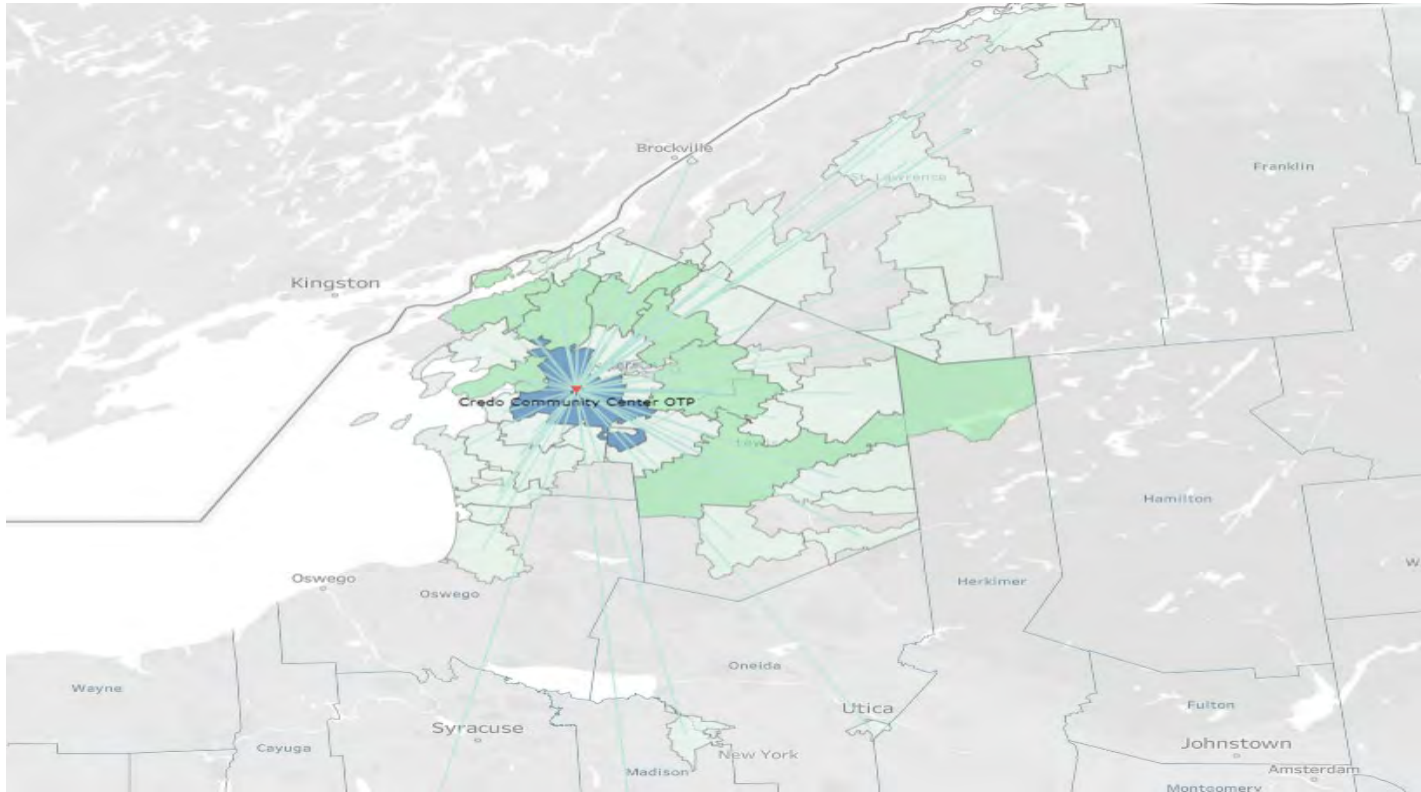 Brockville
Franklin
St. Lawrence
Kingston
Credo Community Center OTP
Hamilton
Oswego
Oswego
Herkimer
Oneida
Wayne
Utica
Fulton
Syracuse
Cayuga
New York
Johnstown
Madison
Amsterdam
Montgomery